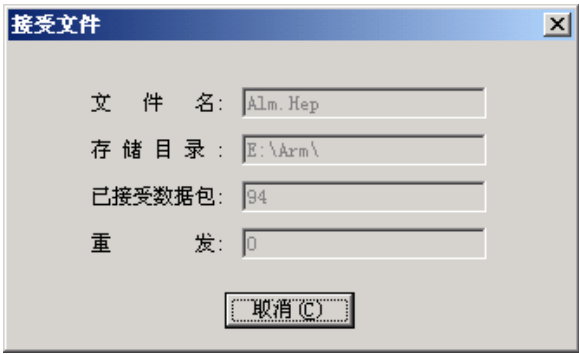 接受文件
文 件 名: Alm.Hep
存 储 目 录 : E:\Arm\
已接受数据包: 94
重 发: 0
取消(C)